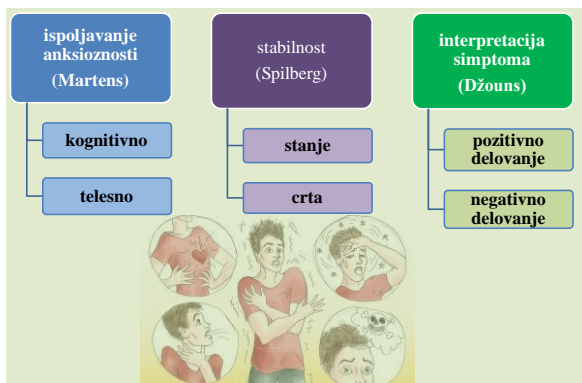 ispoljavanje
anksioznosti
(Martens)
kognitivno
telesno
stabilnost
(Spilberg)
stanje
crta
interpretacija
simptoma
(Džouns)
pozitivno
delovanje
negativno
delovanje